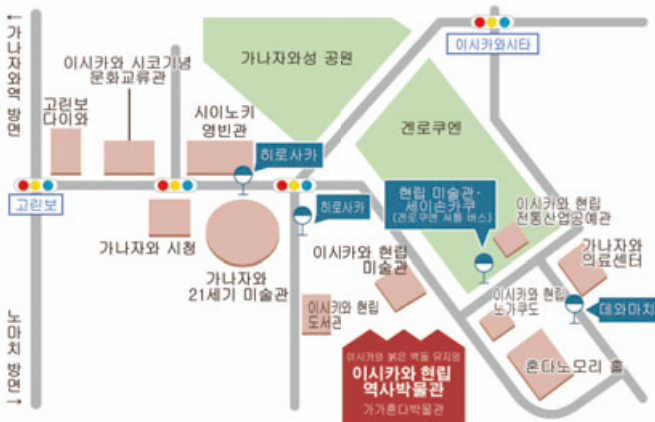 ←가나자와역 방면
이시카와 시코기념
문화교류관
고린보
다이와
시이노키
영빈관
가나자와성 공원
이시카와시타
겐로쿠엔
히로사카
고린보
가나자와 시청
가나자와
21세기 미술관
히로사카
이시카와 현립
미술관
이시카와 현립
도서관
현립 미술관·
세이손카쿠
(겐로쿠엔 셔틀 버스)
이시카와 현립
전통산업공예관
가나자와
의료센터
이시카와 현립
노가쿠도
데와마치
혼다노모리 홀
이시카와 붉은 벽돌 뮤지엄
이시카와 현립
역사박물관
가가혼다박물관
노마치 방면→